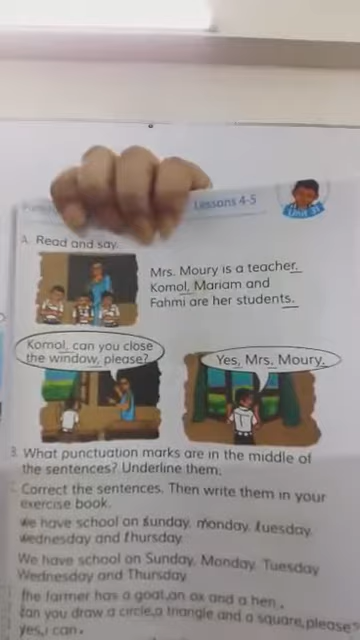 Lessons 4-5
Unit 31
A. Read and say.
Mrs. Moury is a teacher.
Komol, Mariam and
Fahmi are her students.
Komol, can you close
the window, please?
Yes, Mrs. Moury.
B. What punctuation marks are in the middle of
the sentences? Underline them.
C. Correct the sentences. Then write them in your
exercise book.
we have school on sunday. monday. tuesday.
wednesday and thursday
We have school on Sunday. Monday. Tuesday
Wednesday and Thursday
the farmer has a goat,an ox and a hen.
can you draw a circle,a triangle and a square,please?
yes,i can.